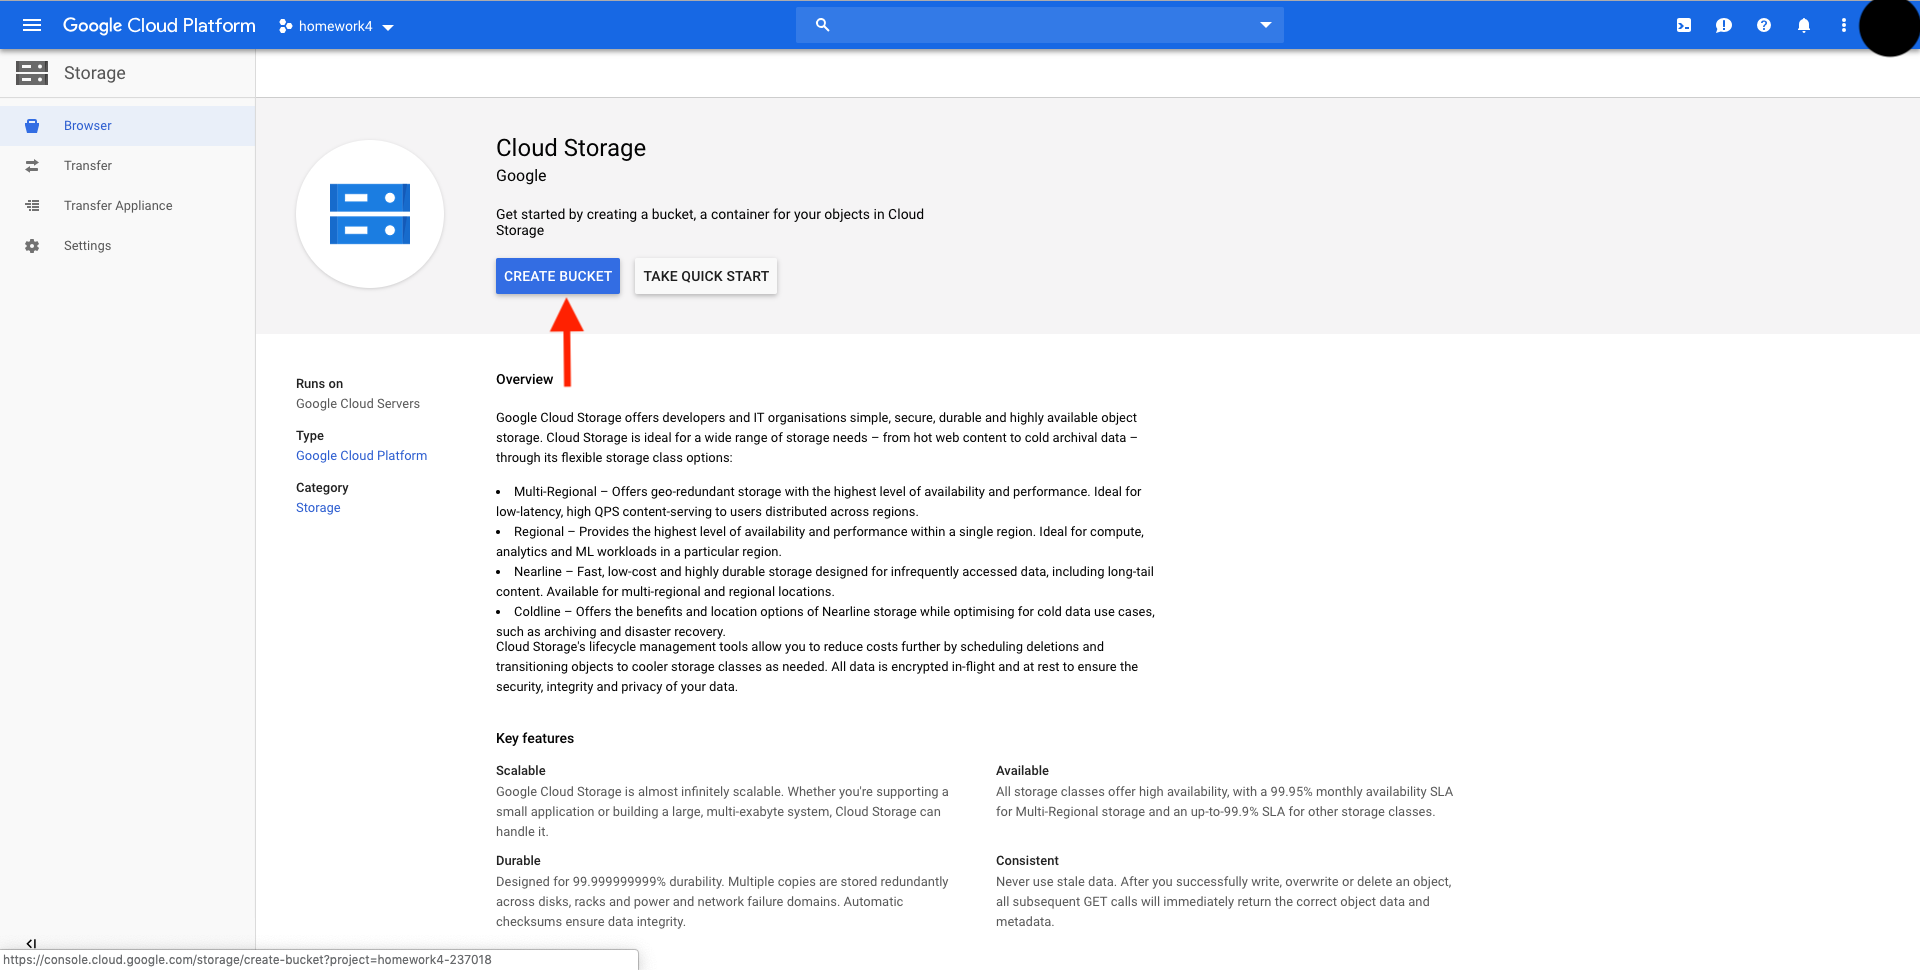 Google Cloud Platform
homework4
Storage
Browser
Transfer
Transfer Appliance
Settings
Cloud Storage
Google
Get started by creating a bucket, a container for your objects in Cloud
Storage
CREATE BUCKET
TAKE QUICK START
Runs on
Google Cloud Servers
Type
Google Cloud Platform
Category
Storage
Overview
Google Cloud Storage offers developers and IT organisations simple, secure, durable and highly available object
storage. Cloud Storage is ideal for a wide range of storage needs – from hot web content to cold archival data –
through its flexible storage class options:
• Multi-Regional – Offers geo-redundant storage with the highest level of availability and performance. Ideal for
low-latency, high QPS content-serving to users distributed across regions.
• Regional – Provides the highest level of availability and performance within a single region. Ideal for compute,
analytics and ML workloads in a particular region.
• Nearline – Fast, low-cost and highly durable storage designed for infrequently accessed data, including long-tail
content. Available for multi-regional and regional locations.
• Coldline – Offers the benefits and location options of Nearline storage while optimising for cold data use cases,
such as archiving and disaster recovery.
Cloud Storage's lifecycle management tools allow you to reduce costs further by scheduling deletions and
transitioning objects to cooler storage classes as needed. All data is encrypted in-flight and at rest to ensure the
security, integrity and privacy of your data.
Key features
Scalable
Google Cloud Storage is almost infinitely scalable. Whether you're supporting a
small application or building a large, multi-exabyte system, Cloud Storage can
handle it.
Available
All storage classes offer high availability, with a 99.95% monthly availability SLA
for Multi-Regional storage and an up-to-99.9% SLA for other storage classes.
Durable
Designed for 99.999999999% durability. Multiple copies are stored redundantly
across disks, racks and power and network failure domains. Automatic
checksums ensure data integrity.
Consistent
Never use stale data. After you successfully write, overwrite or delete an object,
all subsequent GET calls will immediately return the correct object data and
metadata.
https://console.cloud.google.com/storage/create-bucket?project=homework4-237018